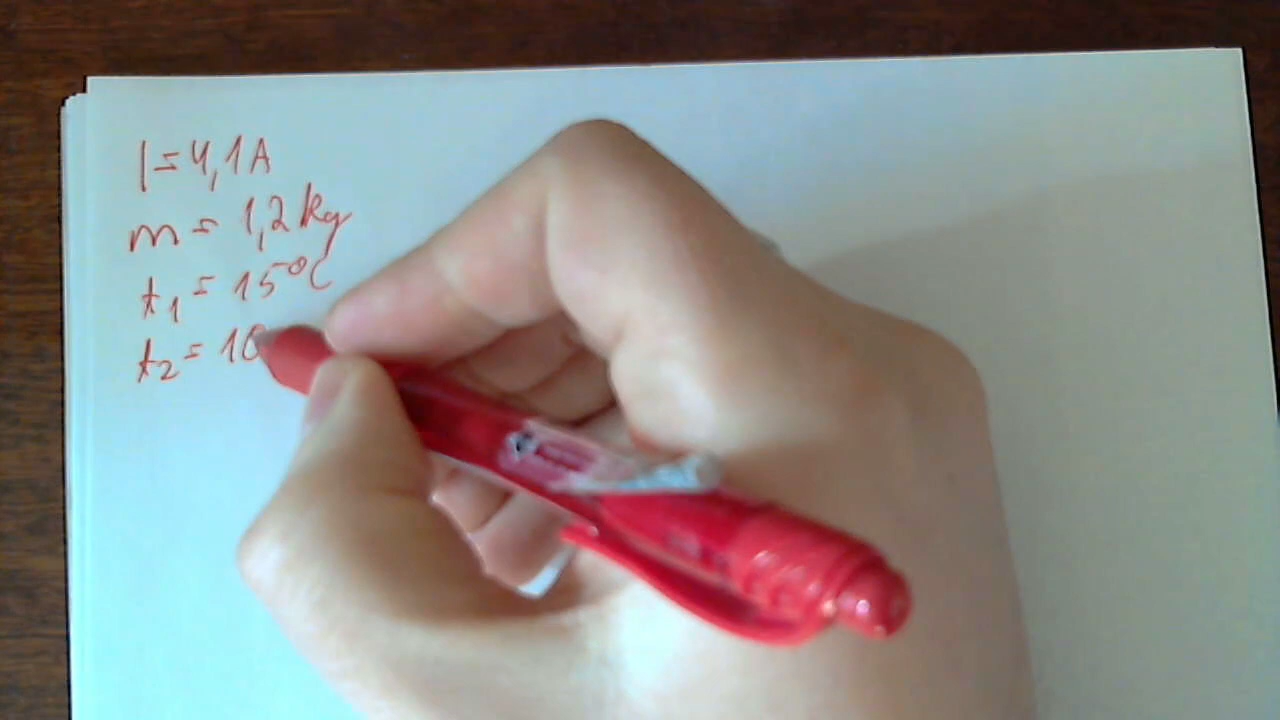 I = 4,1A
m = 1,2 kg
t₁ = 15°C
t₂ = 10